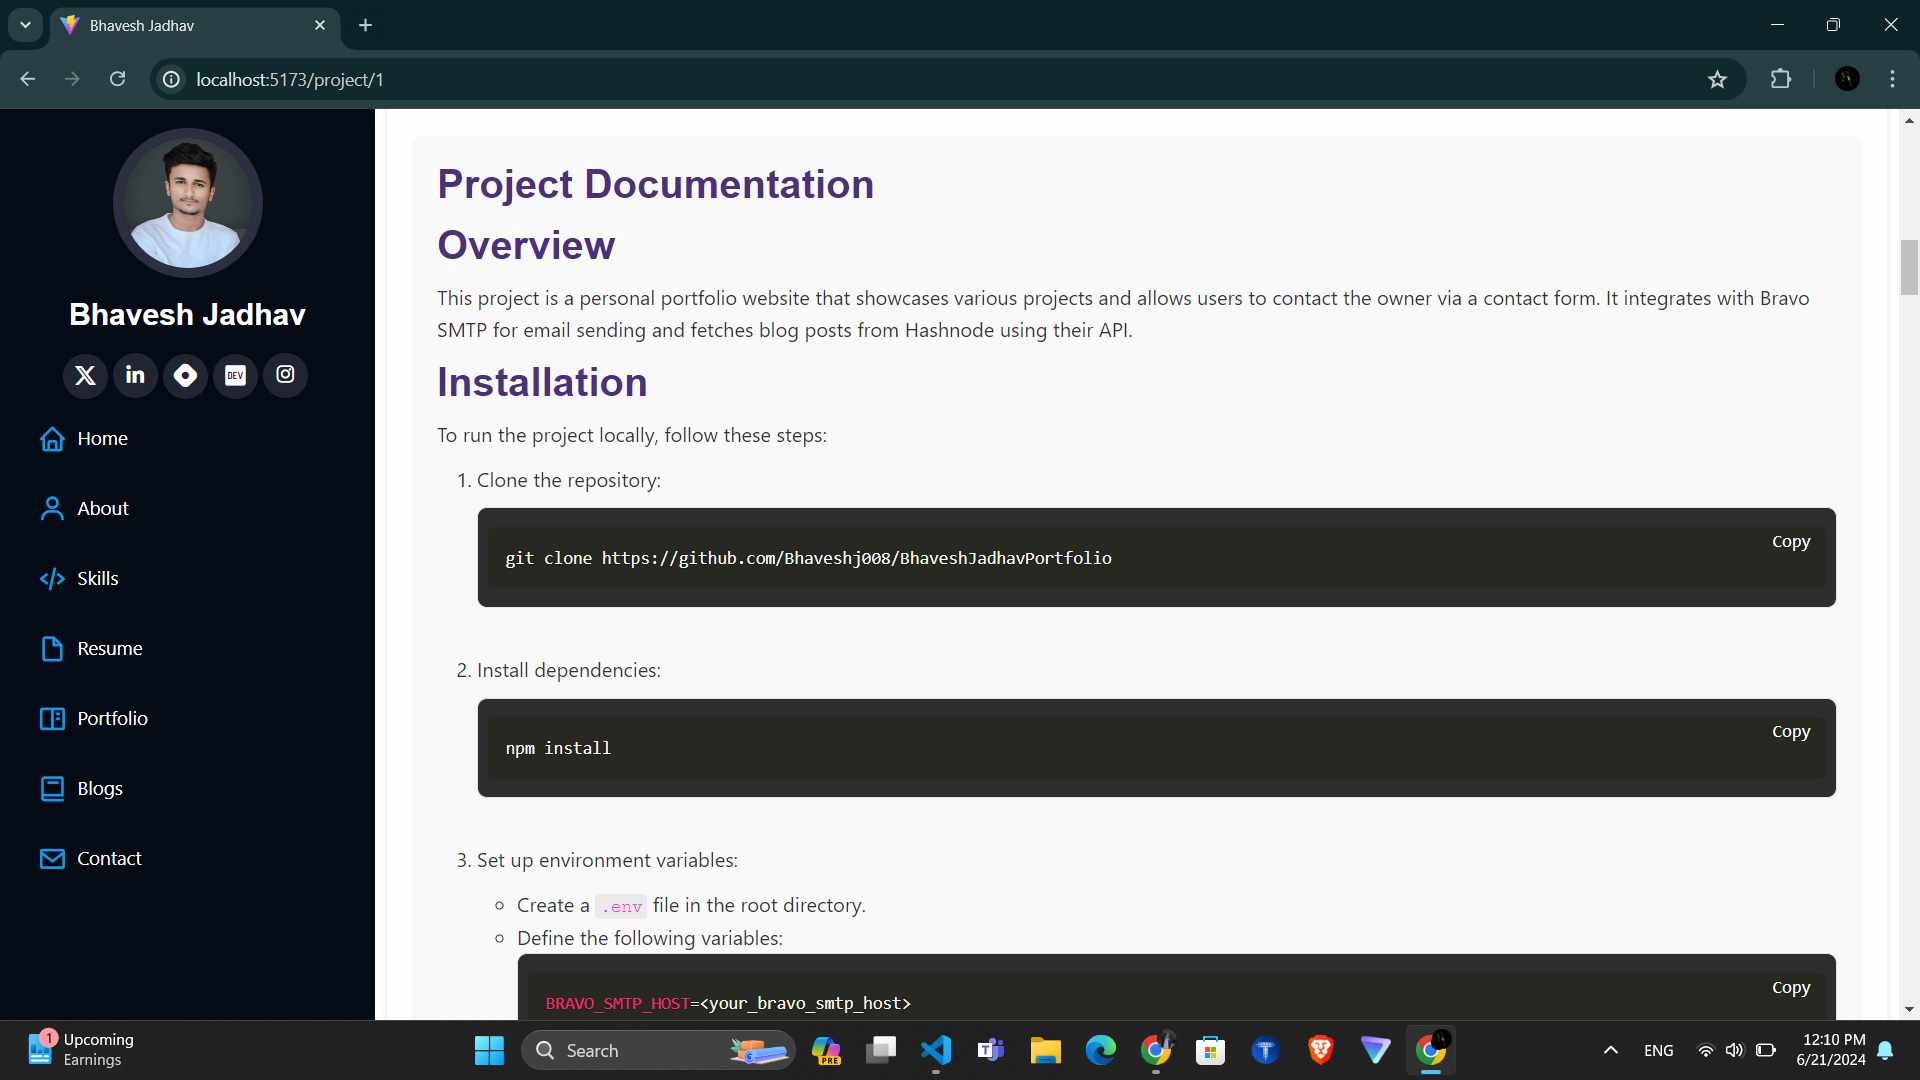 Bhavesh Jadhav
localhost:5173/project/1
Bhavesh Jadhav
X
in
DEV
Home
About
Skills
Resume
Portfolio
Blogs
Contact
Project Documentation
Overview
This project is a personal portfolio website that showcases various projects and allows users to contact the owner via a contact form. It integrates with Bravo
SMTP for email sending and fetches blog posts from Hashnode using their API.
Installation
To run the project locally, follow these steps:
1. Clone the repository:
Copy
git clone https://github.com/Bhaveshj008/BhaveshJadhavPortfolio
2. Install dependencies:
Copy
npm install
3. Set up environment variables:
Create a .env file in the root directory.
Define the following variables:
Copy
BRAVO_SMTP_HOST=<your_bravo_smtp_host>
1
Upcoming
Earnings
Search
PRE
T
ENG
12:10 PM
6/21/2024